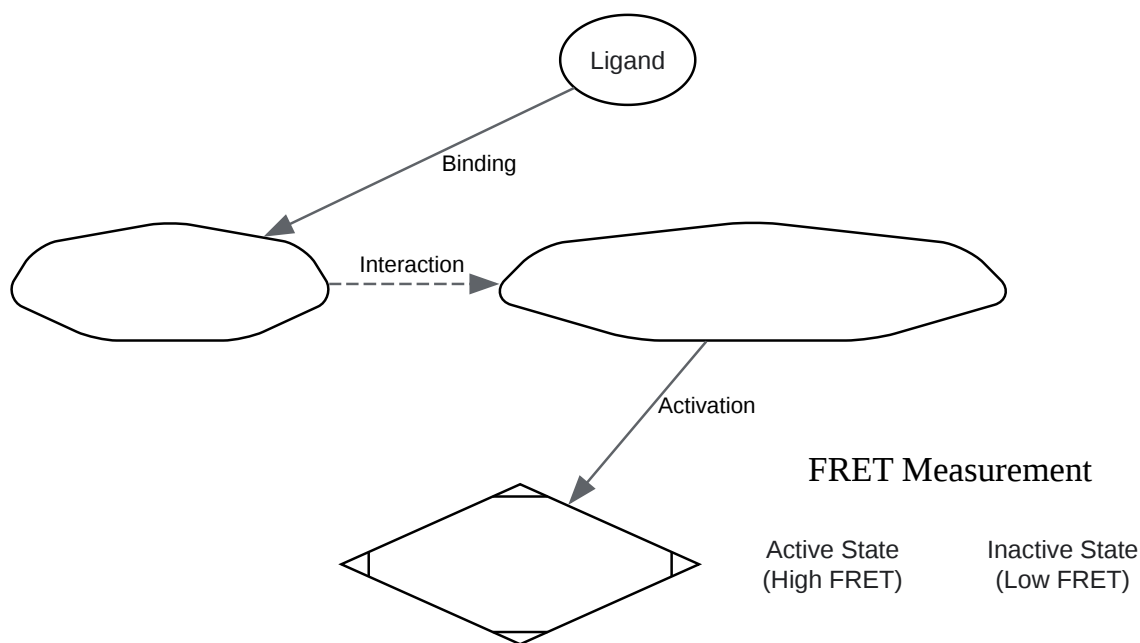 Ligand
Binding
Interaction
Activation
FRET Measurement
Active State
(High FRET)
Inactive State
(Low FRET)